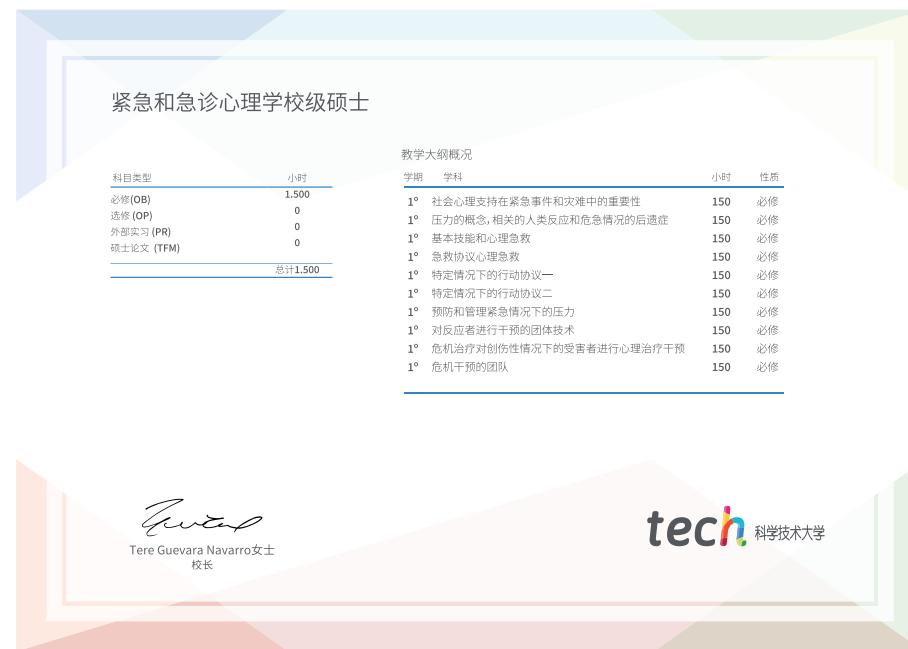 紧急和急诊心理学校级硕士
科目类型 小时
必修(OB) 1.500
选修 (OP) 0
外部实习 (PR) 0
硕士论文 (TFM) 0
总计1.500
教学大纲概况
学期 学科 小时 性质
1º 社会心理支持在紧急事件和灾难中的重要性 150 必修
1º 压力的概念, 相关的人类反应和危急情况的后遗症 150 必修
1º 基本技能和心理急救 150 必修
1º 急救协议心理急救 150 必修
1º 特定情况下的行动协议一 150 必修
1º 特定情况下的行动协议二 150 必修
1º 预防和管理紧急情况下的压力 150 必修
1º 对反应者进行干预的团体技术 150 必修
1º 危机治疗对创伤性情况下的受害者进行心理治疗干预 150 必修
1º 危机干预的团队 150 必修
Tere Guevara Navarro女士
校长
tech 科学技术大学